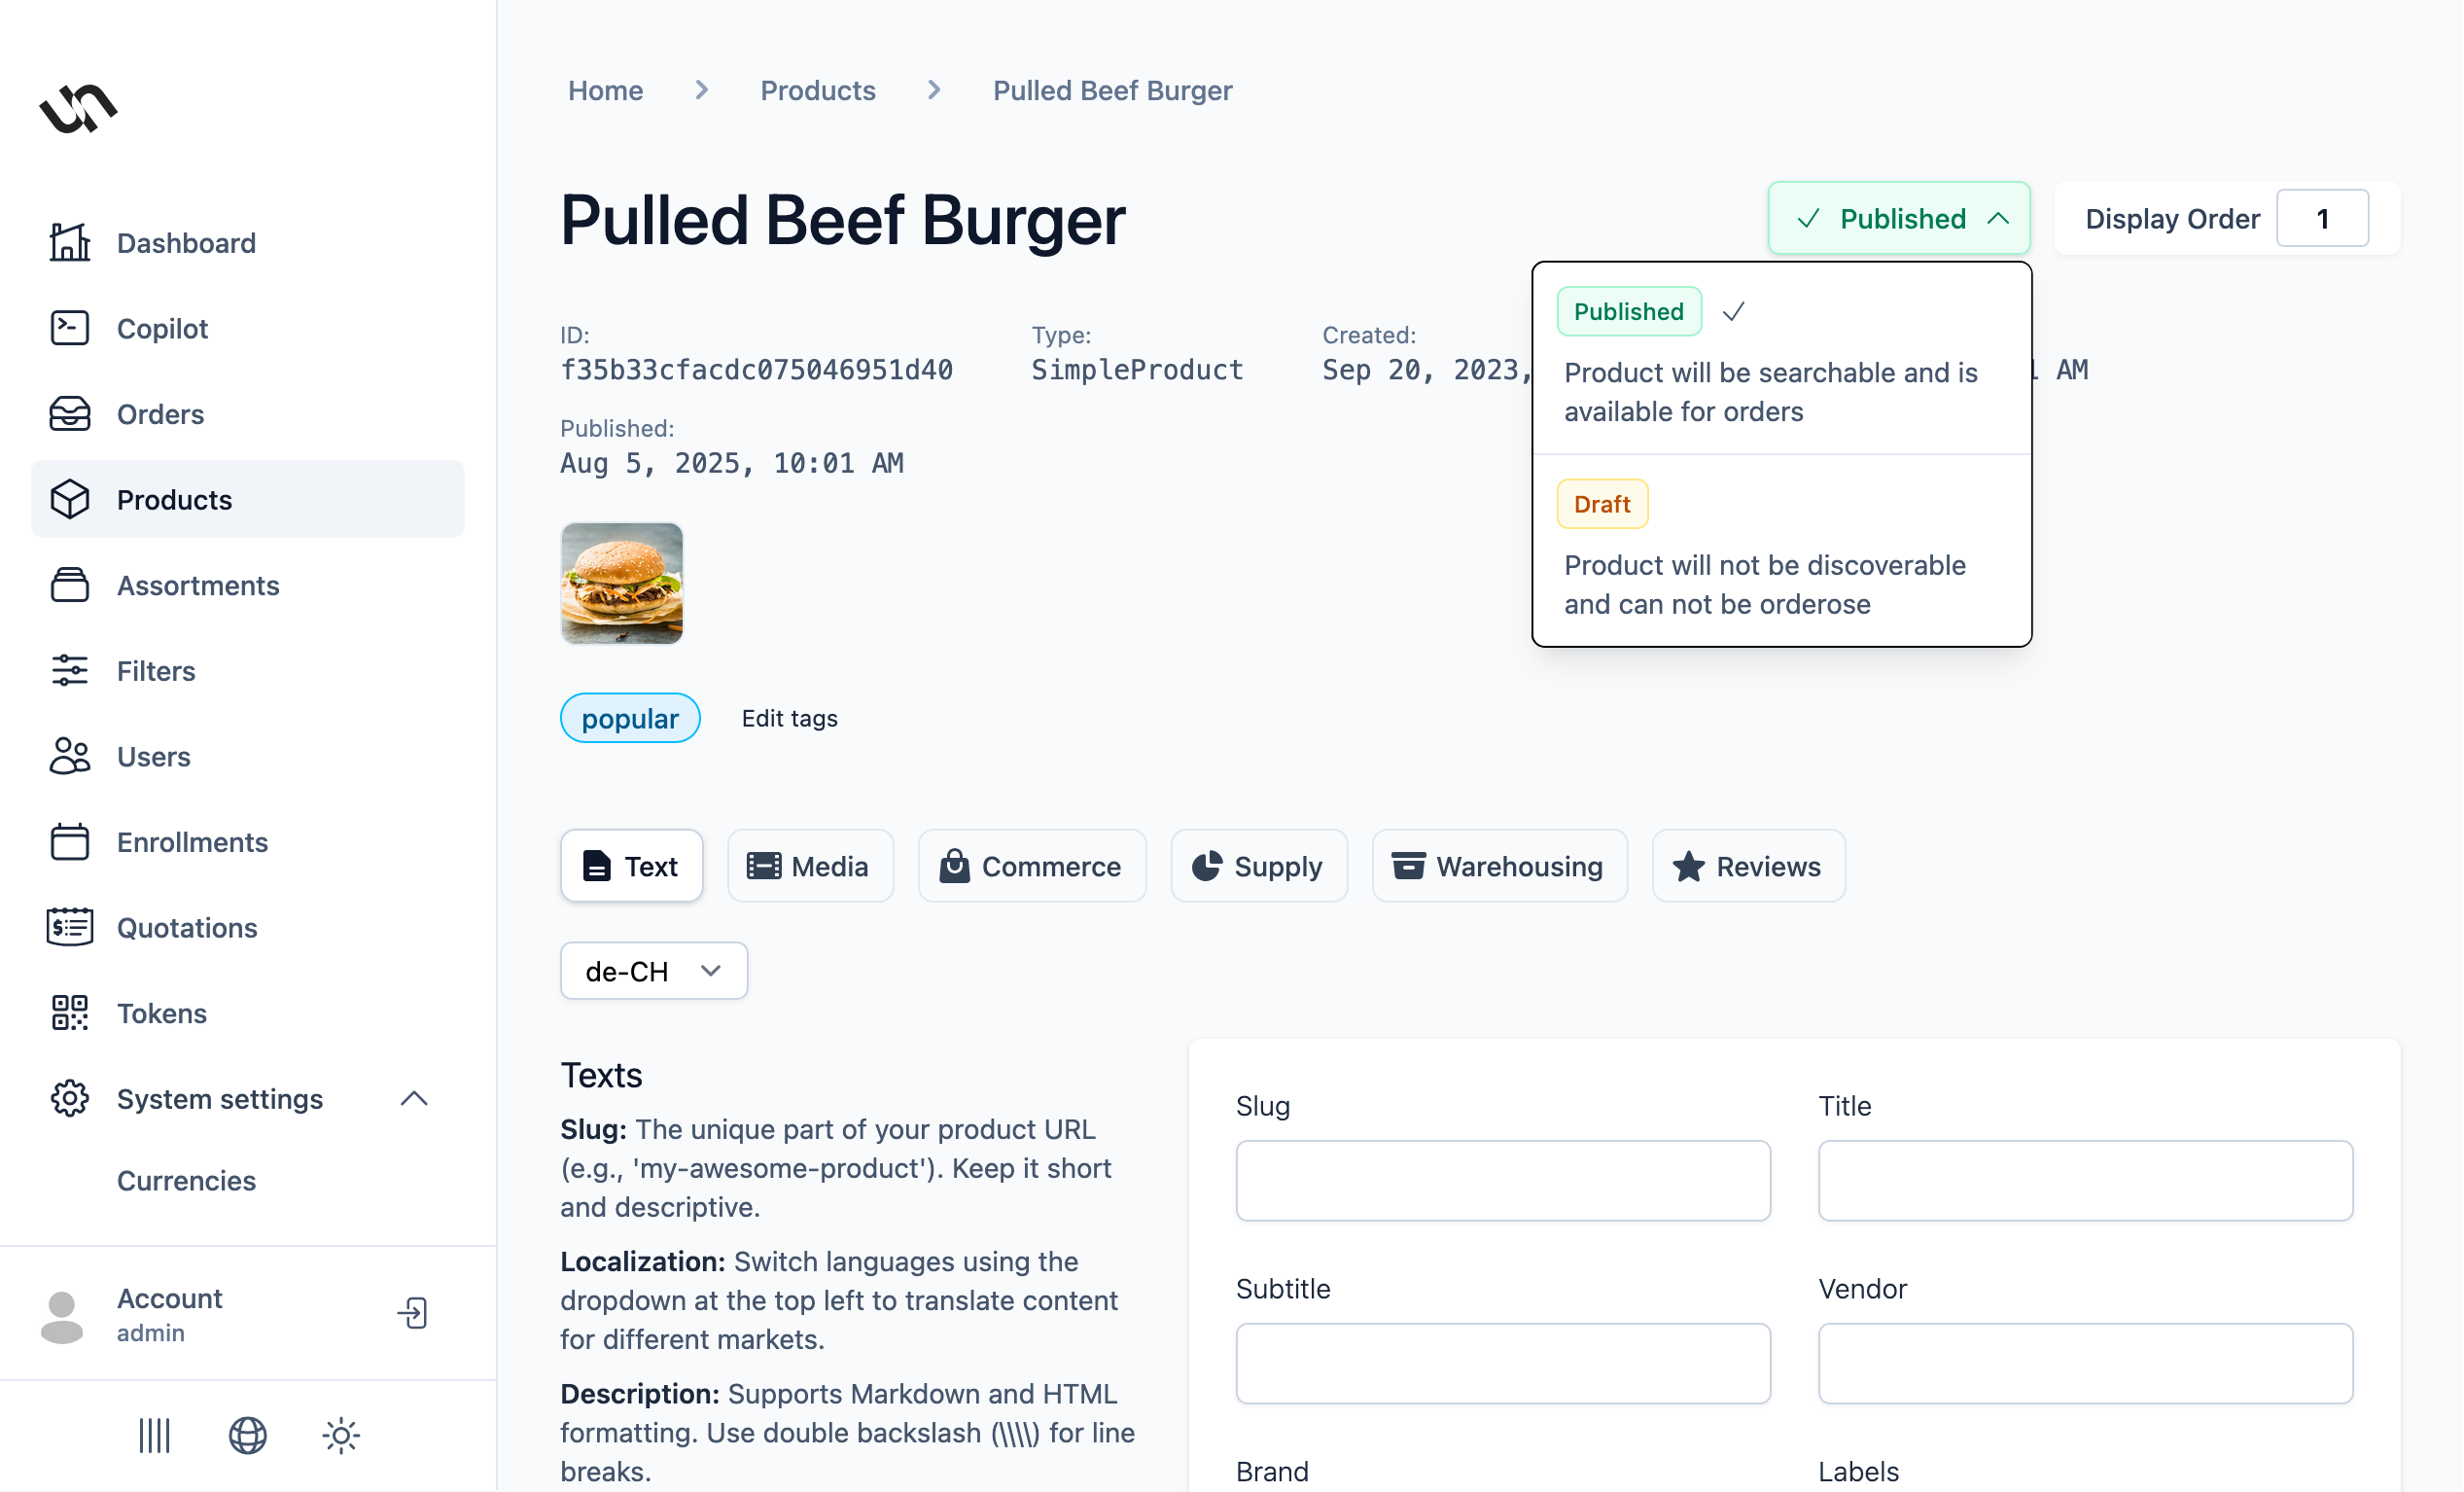 Dashboard
Copilot
Orders
Products
Assortments
Filters
Users
Enrollments
Quotations
Tokens
System settings
Currencies
Account
admin
Home
Products
Pulled Beef Burger
Pulled Beef Burger
Published
Display Order 1
ID:
f35b33cfacdc075046951d40
Type:
SimpleProduct
Created:
Sep 20, 2023,
AM
Published:
Aug 5, 2025, 10:01 AM
Published
Product will be searchable and is
available for orders
Draft
Product will not be discoverable
and can not be orderose
popular
Edit tags
Text
Media
Commerce
Supply
Warehousing
Reviews
de-CH
Texts
Slug: The unique part of your product URL
(e.g., 'my-awesome-product'). Keep it short
and descriptive.
Localization: Switch languages using the
dropdown at the top left to translate content
for different markets.
Description: Supports Markdown and HTML
formatting. Use double backslash (\\\\) for line
breaks.
Slug
Title
Subtitle
Vendor
Brand
Labels